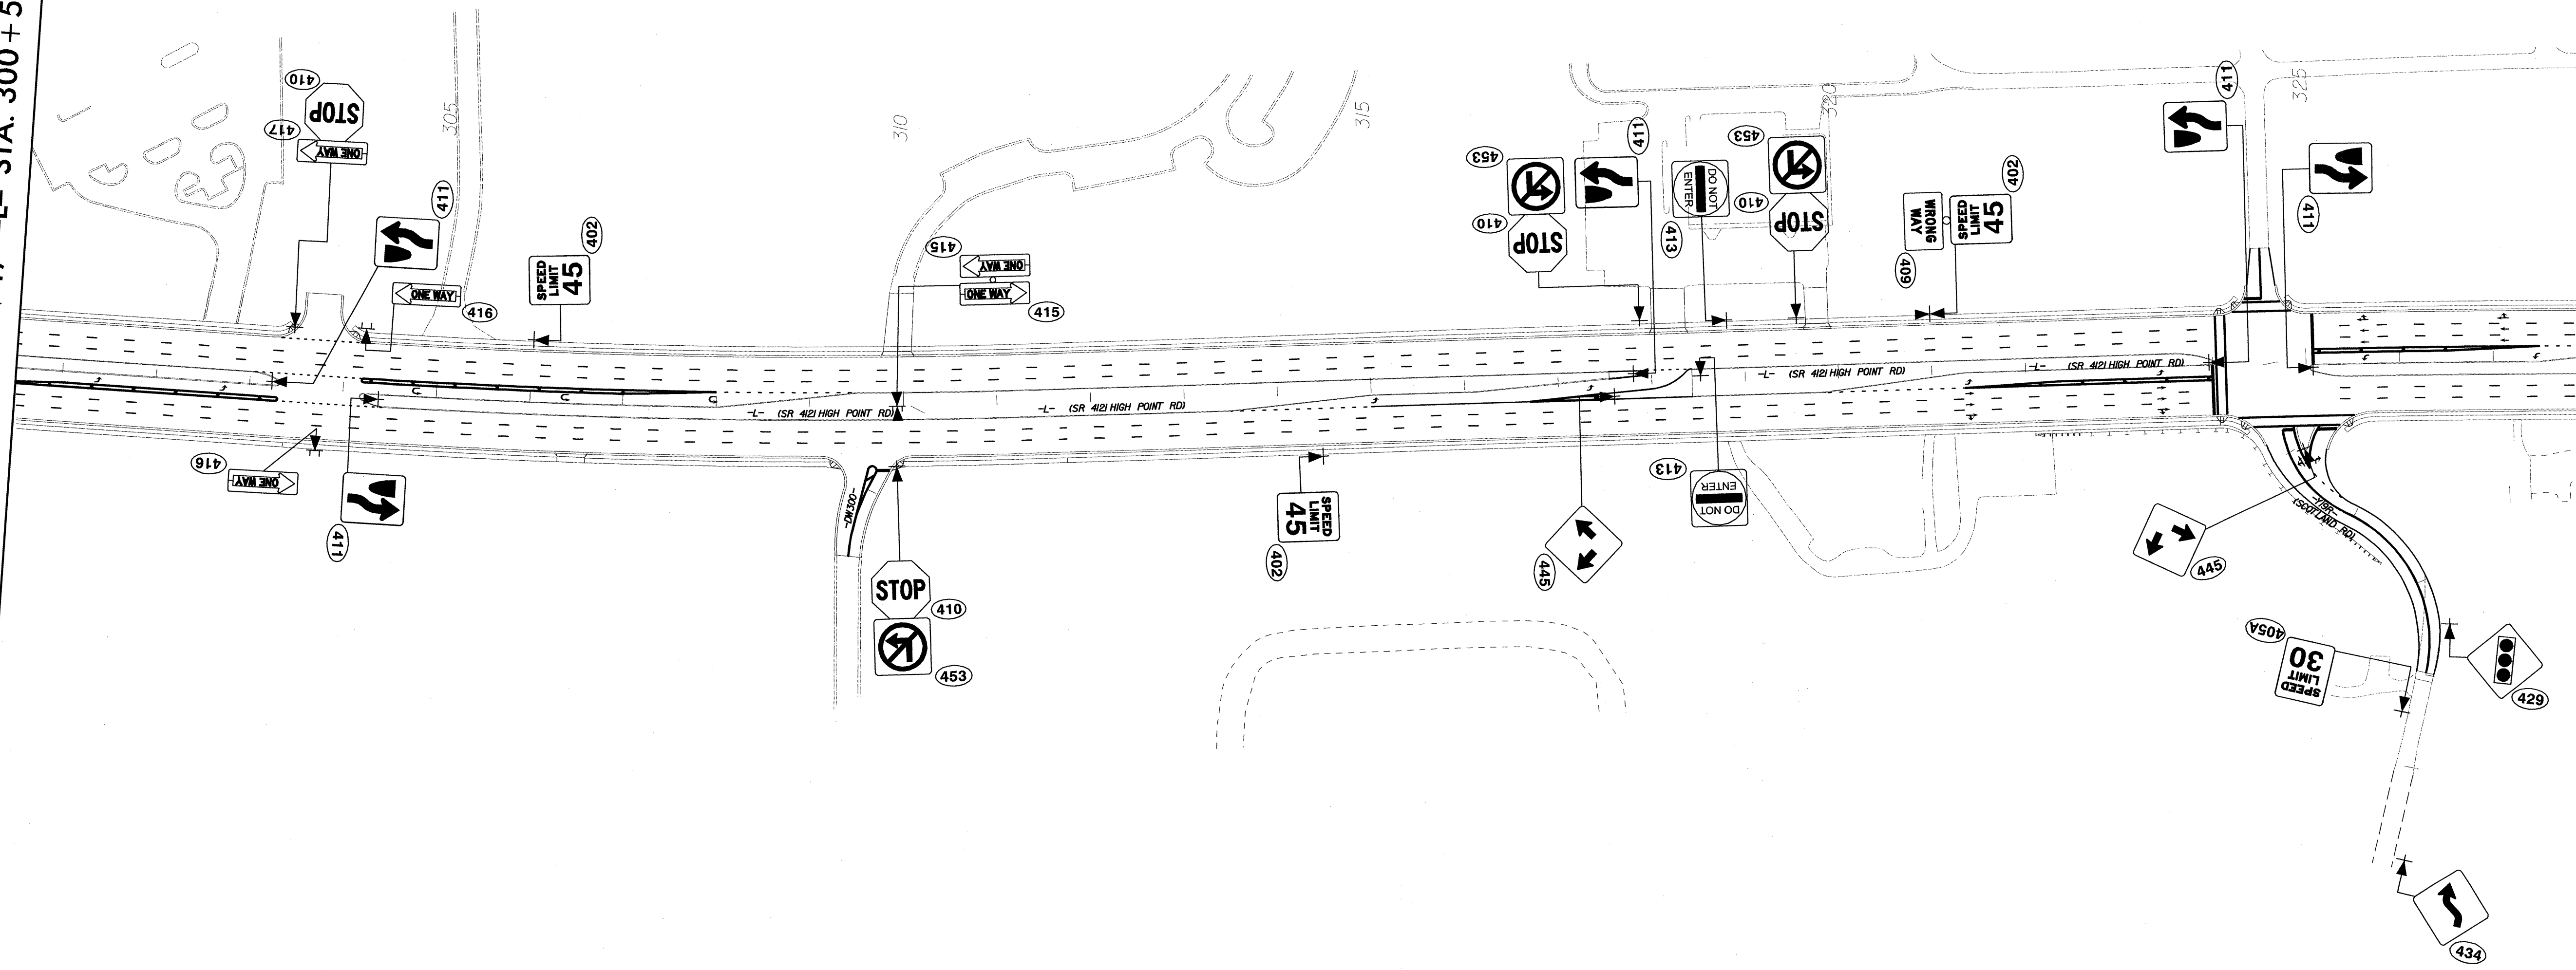 -L- STA. 300+5
410
STOP
417
ONE WAY
305
411
416
ONE WAY
402
SPEED
LIMIT
45
310
415
ONE WAY
ONE WAY
415
315
453
410
STOP
411
413
DO NOT
ENTER
453
410
STOP
320
WRONG
WAY
409
SPEED
LIMIT
45
402
411
325
411
-L- (SR 4121 HIGH POINT RD)
-L- (SR 4121 HIGH POINT RD)
-L- (SR 4121 HIGH POINT RD)
-L- (SR 4121 HIGH POINT RD)
416
ONE WAY
411
-DW300-
STOP
410
453
SPEED
LIMIT
45
402
445
413
DO NOT
ENTER
-Y19R-
(SCOTLAND RD)
445
405A
SPEED
LIMIT
30
429
434